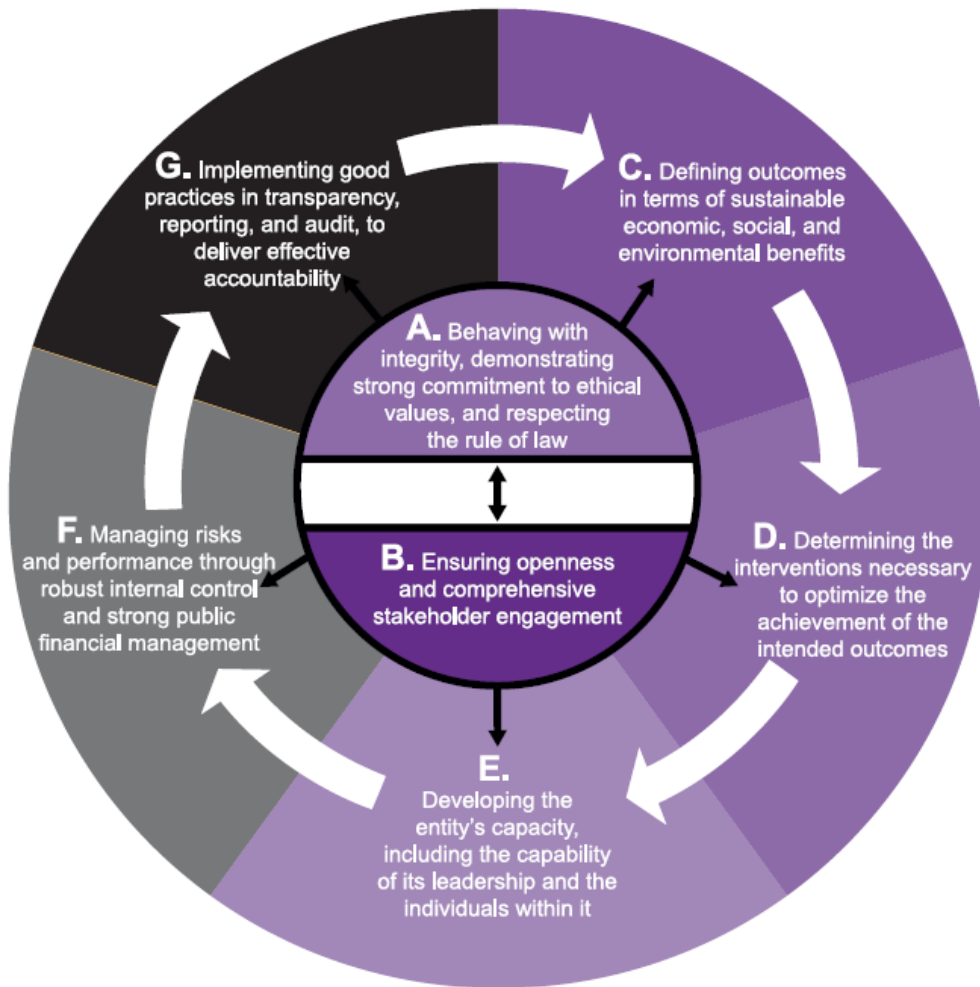 G. Implementing good
practices in transparency,
reporting, and audit, to
deliver effective
accountability
C. Defining outcomes
in terms of sustainable
economic, social, and
environmental benefits
A. Behaving with
integrity, demonstrating
strong commitment to ethical
values, and respecting
the rule of law
B. Ensuring openness
and comprehensive
stakeholder engagement
D. Determining the
interventions necessary
to optimize the
achievement of the
intended outcomes
E.
Developing the
entity's capacity,
including the capability
of its leadership and the
individuals within it
F. Managing risks
and performance through
robust internal control
and strong public
financial management